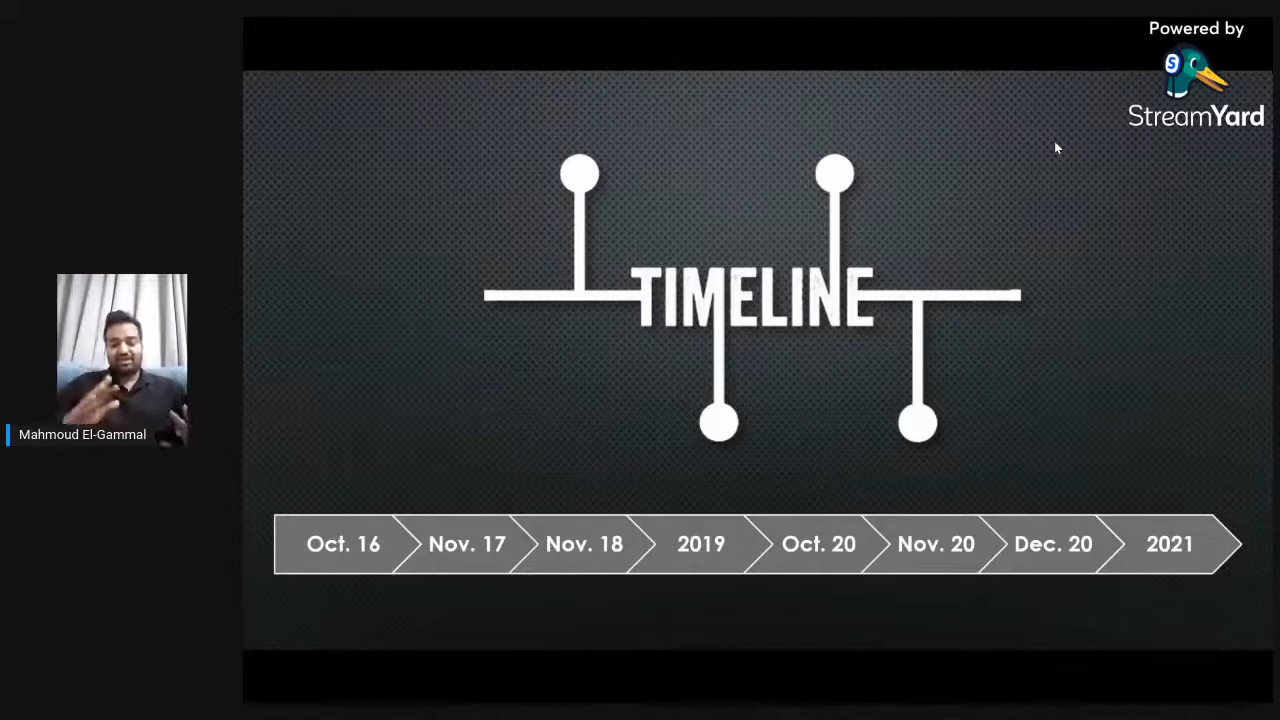 Powered by
StreamYard
TIMELINE
Mahmoud El-Gammal
Oct. 16
Nov. 17
Nov. 18
2019
Oct. 20
Nov. 20
Dec. 20
2021